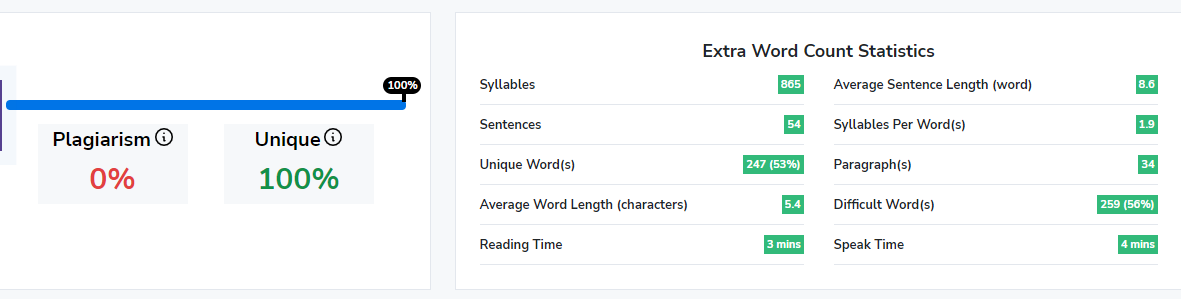 100%
Plagiarism
0%
Unique
100%
Extra Word Count Statistics
Syllables 865
Average Sentence Length (word) 8.6
Sentences 54
Syllables Per Word(s) 1.9
Unique Word(s) 247 (53%)
Paragraph(s) 34
Average Word Length (characters) 5.4
Difficult Word(s) 259 (56%)
Reading Time 3 mins
Speak Time 4 mins